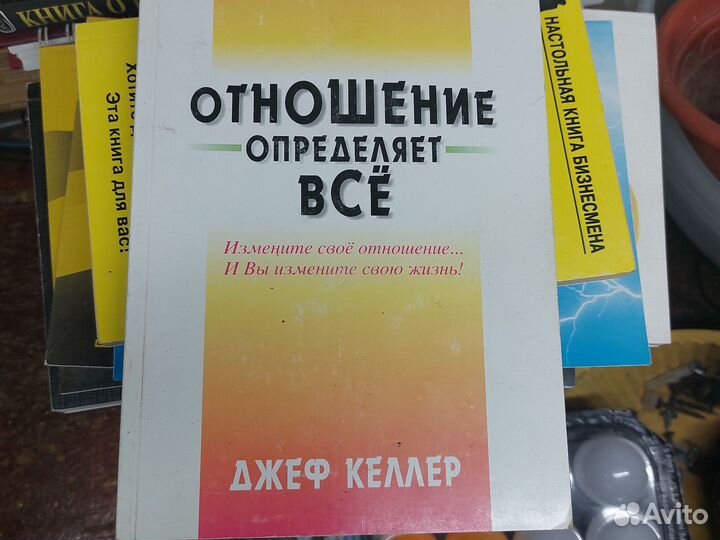 КНИГА О
Эта книга для вас!
ОТНОШЕНИЕ
ОПРЕДЕЛЯЕТ
ВСЁ
Измените своё отношение...
И Вы измените свою жизнь!
ДЖЕФ КЕЛЛЕР
НАСТОЛЬНАЯ КНИГА БИЗНЕСМЕНА
Avito